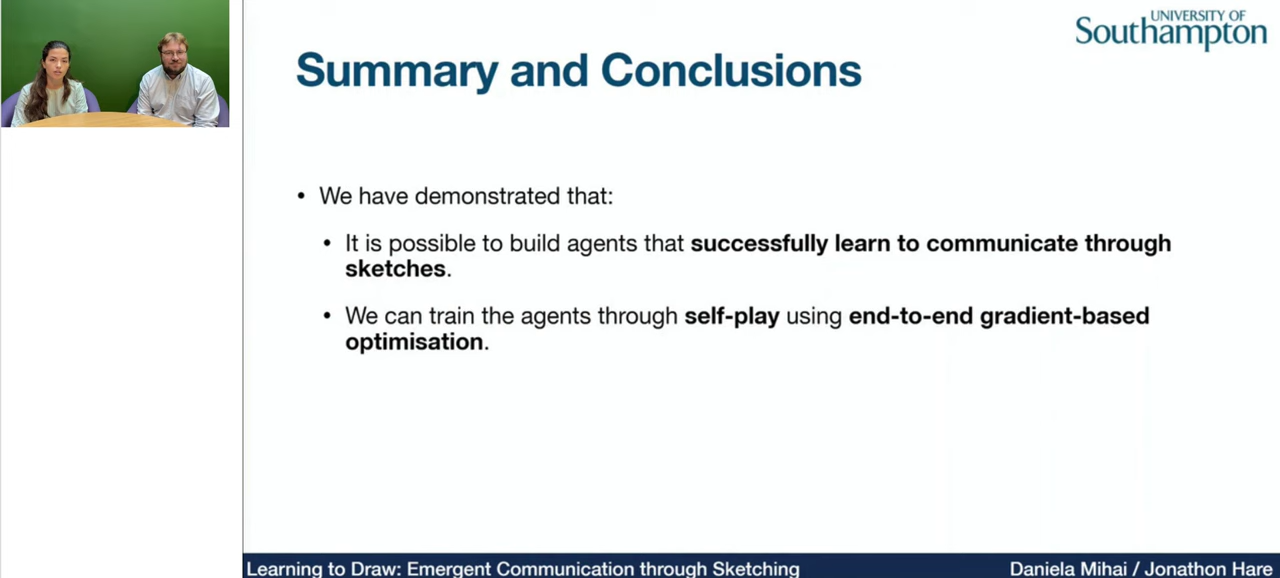 UNIVERSITY OF
Southampton
Summary and Conclusions
• We have demonstrated that:
• It is possible to build agents that successfully learn to communicate through
sketches.
• We can train the agents through self-play using end-to-end gradient-based
optimisation.
Learning to Draw: Emergent Communication through Sketching
Daniela Mihai / Jonathon Hare